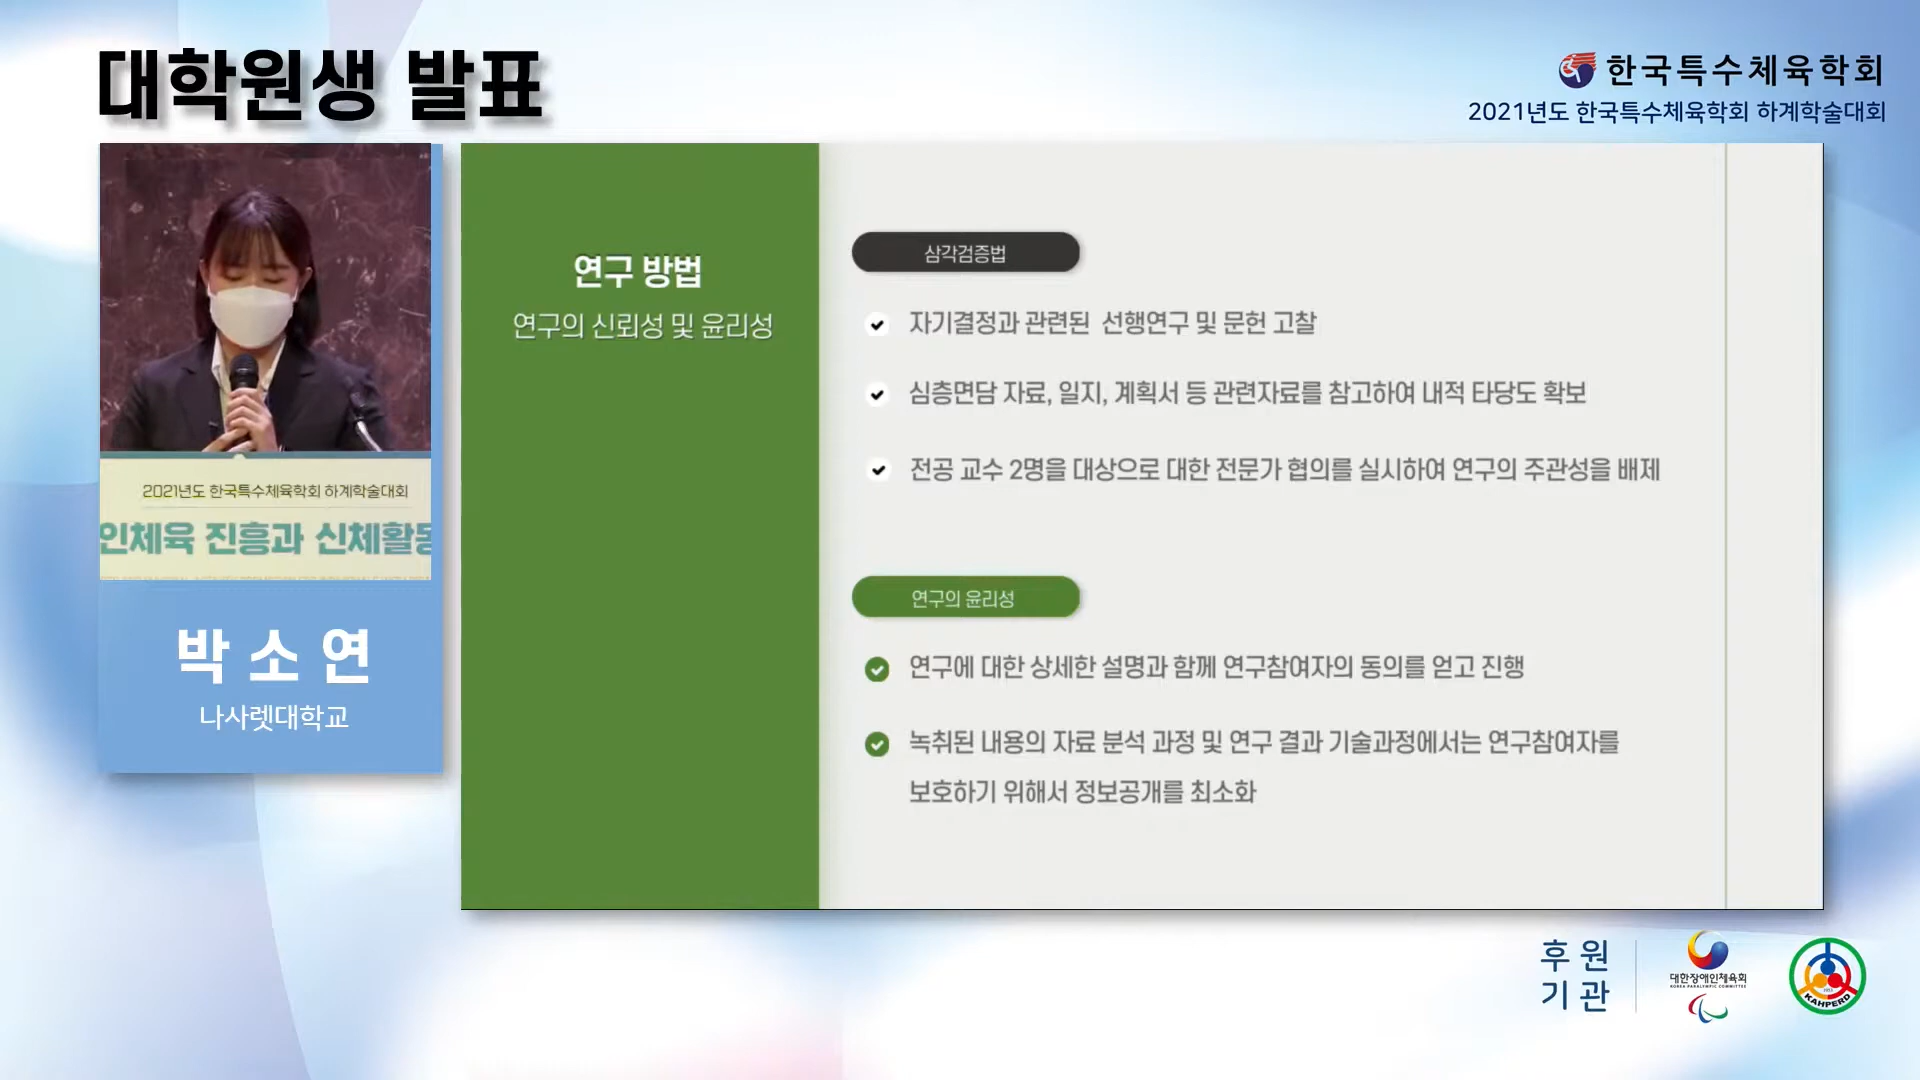 대학원생 발표
한국특수체육학회
2021년도 한국특수체육학회 하계학술대회
2021년도 한국특수체육학회 하계학술대회
인체육 진흥과 신체활동
박소연
나사렛대학교
연구 방법
연구의 신뢰성 및 윤리성
삼각검증법
자기결정과 관련된 선행연구 및 문헌 고찰
심층면담 자료, 일지, 계획서 등 관련자료를 참고하여 내적 타당도 확보
전공 교수 2명을 대상으로 대한 전문가 협의를 실시하여 연구의 주관성을 배제
연구의 윤리성
연구에 대한 상세한 설명과 함께 연구참여자의 동의를 얻고 진행
녹취된 내용의 자료 분석 과정 및 연구 결과 기술과정에서는 연구참여자를
보호하기 위해서 정보공개를 최소화
후원
기관
대한장애인체육회
KOREA PARALYMPIC COMMITTEE
1953
KAHPERD